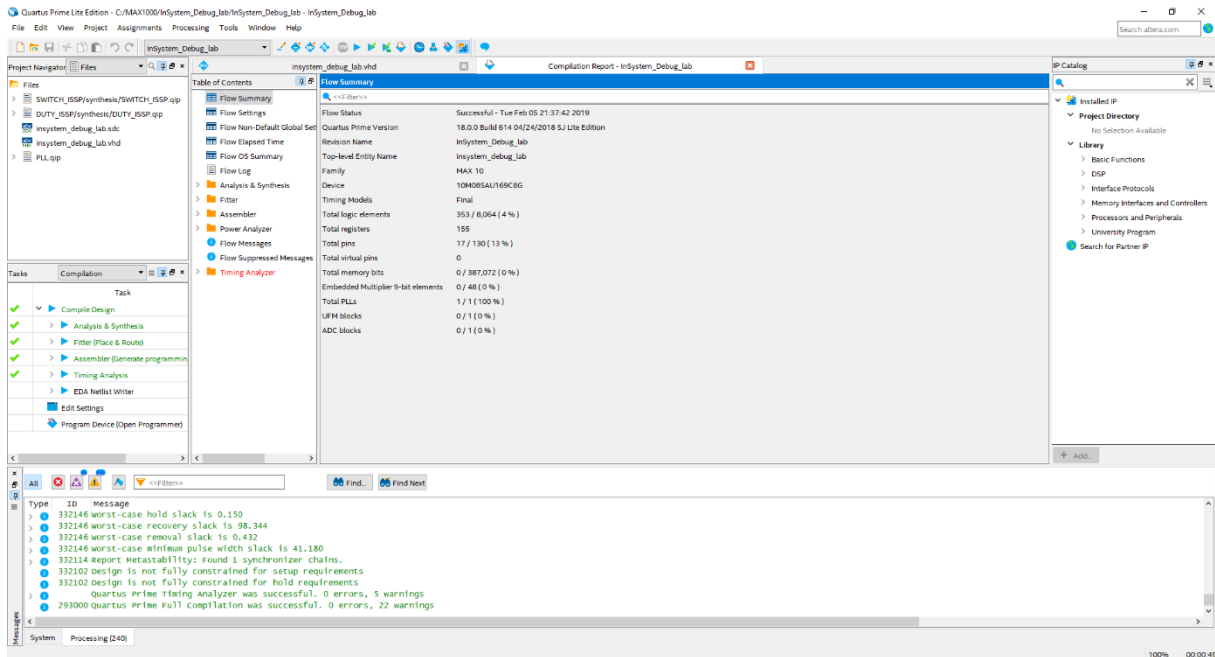 Quartus Prime Lite Edition - C:/MAX1000/InSystem_Debug_lab/InSystem_Debug_lab - InSystem_Debug_lab
File Edit View Project Assignments Processing Tools Window Help
Search altera.com
InSystem_Debug_lab
Project Navigator Files
Files
SWITCH_ISSP/synthesis/SWITCH_ISSP.qip
DUTY_ISSP/synthesis/DUTY_ISSP.qip
insystem_debug_lab.sdc
insystem_debug_lab.vhd
PLL.qip
Tasks Compilation
Task
Compile Design
Analysis & Synthesis
Fitter (Place & Route)
Assembler (Generate programmin
Timing Analysis
EDA Netlist Writer
Edit Settings
Program Device (Open Programmer)
insystem_debug_lab.vhd
Compilation Report - InSystem_Debug_lab
Table of Contents
Flow Summary
Flow Settings
Flow Non-Default Global Sett
Flow Elapsed Time
Flow OS Summary
Flow Log
Analysis & Synthesis
Fitter
Assembler
Power Analyzer
Flow Messages
Flow Suppressed Messages
Timing Analyzer
Flow Summary
<<Filter>>
Flow Status Successful - Tue Feb 05 21:37:42 2019
Quartus Prime Version 18.0.0 Build 614 04/24/2018 SJ Lite Edition
Revision Name InSystem_Debug_lab
Top-level Entity Name insystem_debug_lab
Family MAX 10
Device 10M08SAU169C8G
Timing Models Final
Total logic elements 353 / 8,064 ( 4 % )
Total registers 155
Total pins 17 / 130 ( 13 % )
Total virtual pins 0
Total memory bits 0 / 387,072 ( 0 % )
Embedded Multiplier 9-bit elements 0 / 48 ( 0 % )
Total PLLs 1 / 1 ( 100 % )
UFM blocks 0 / 1 ( 0 % )
ADC blocks 0 / 1 ( 0 % )
IP Catalog
Installed IP
Project Directory
No Selection Available
Library
Basic Functions
DSP
Interface Protocols
Memory Interfaces and Controllers
Processors and Peripherals
University Program
Search for Partner IP
+ Add...
All <<Filter>> Find... Find Next
Type ID Message
332146 Worst-case hold slack is 0.150
332146 Worst-case recovery slack is 98.344
332146 Worst-case removal slack is 0.432
332146 Worst-case minimum pulse width slack is 41.180
332114 Report Metastability: Found 1 synchronizer chains.
332102 Design is not fully constrained for setup requirements
332102 Design is not fully constrained for hold requirements
Quartus Prime Timing Analyzer was successful. 0 errors, 5 warnings
293000 Quartus Prime Full Compilation was successful. 0 errors, 22 warnings
Messages
System Processing (240)
100% 00:00:49